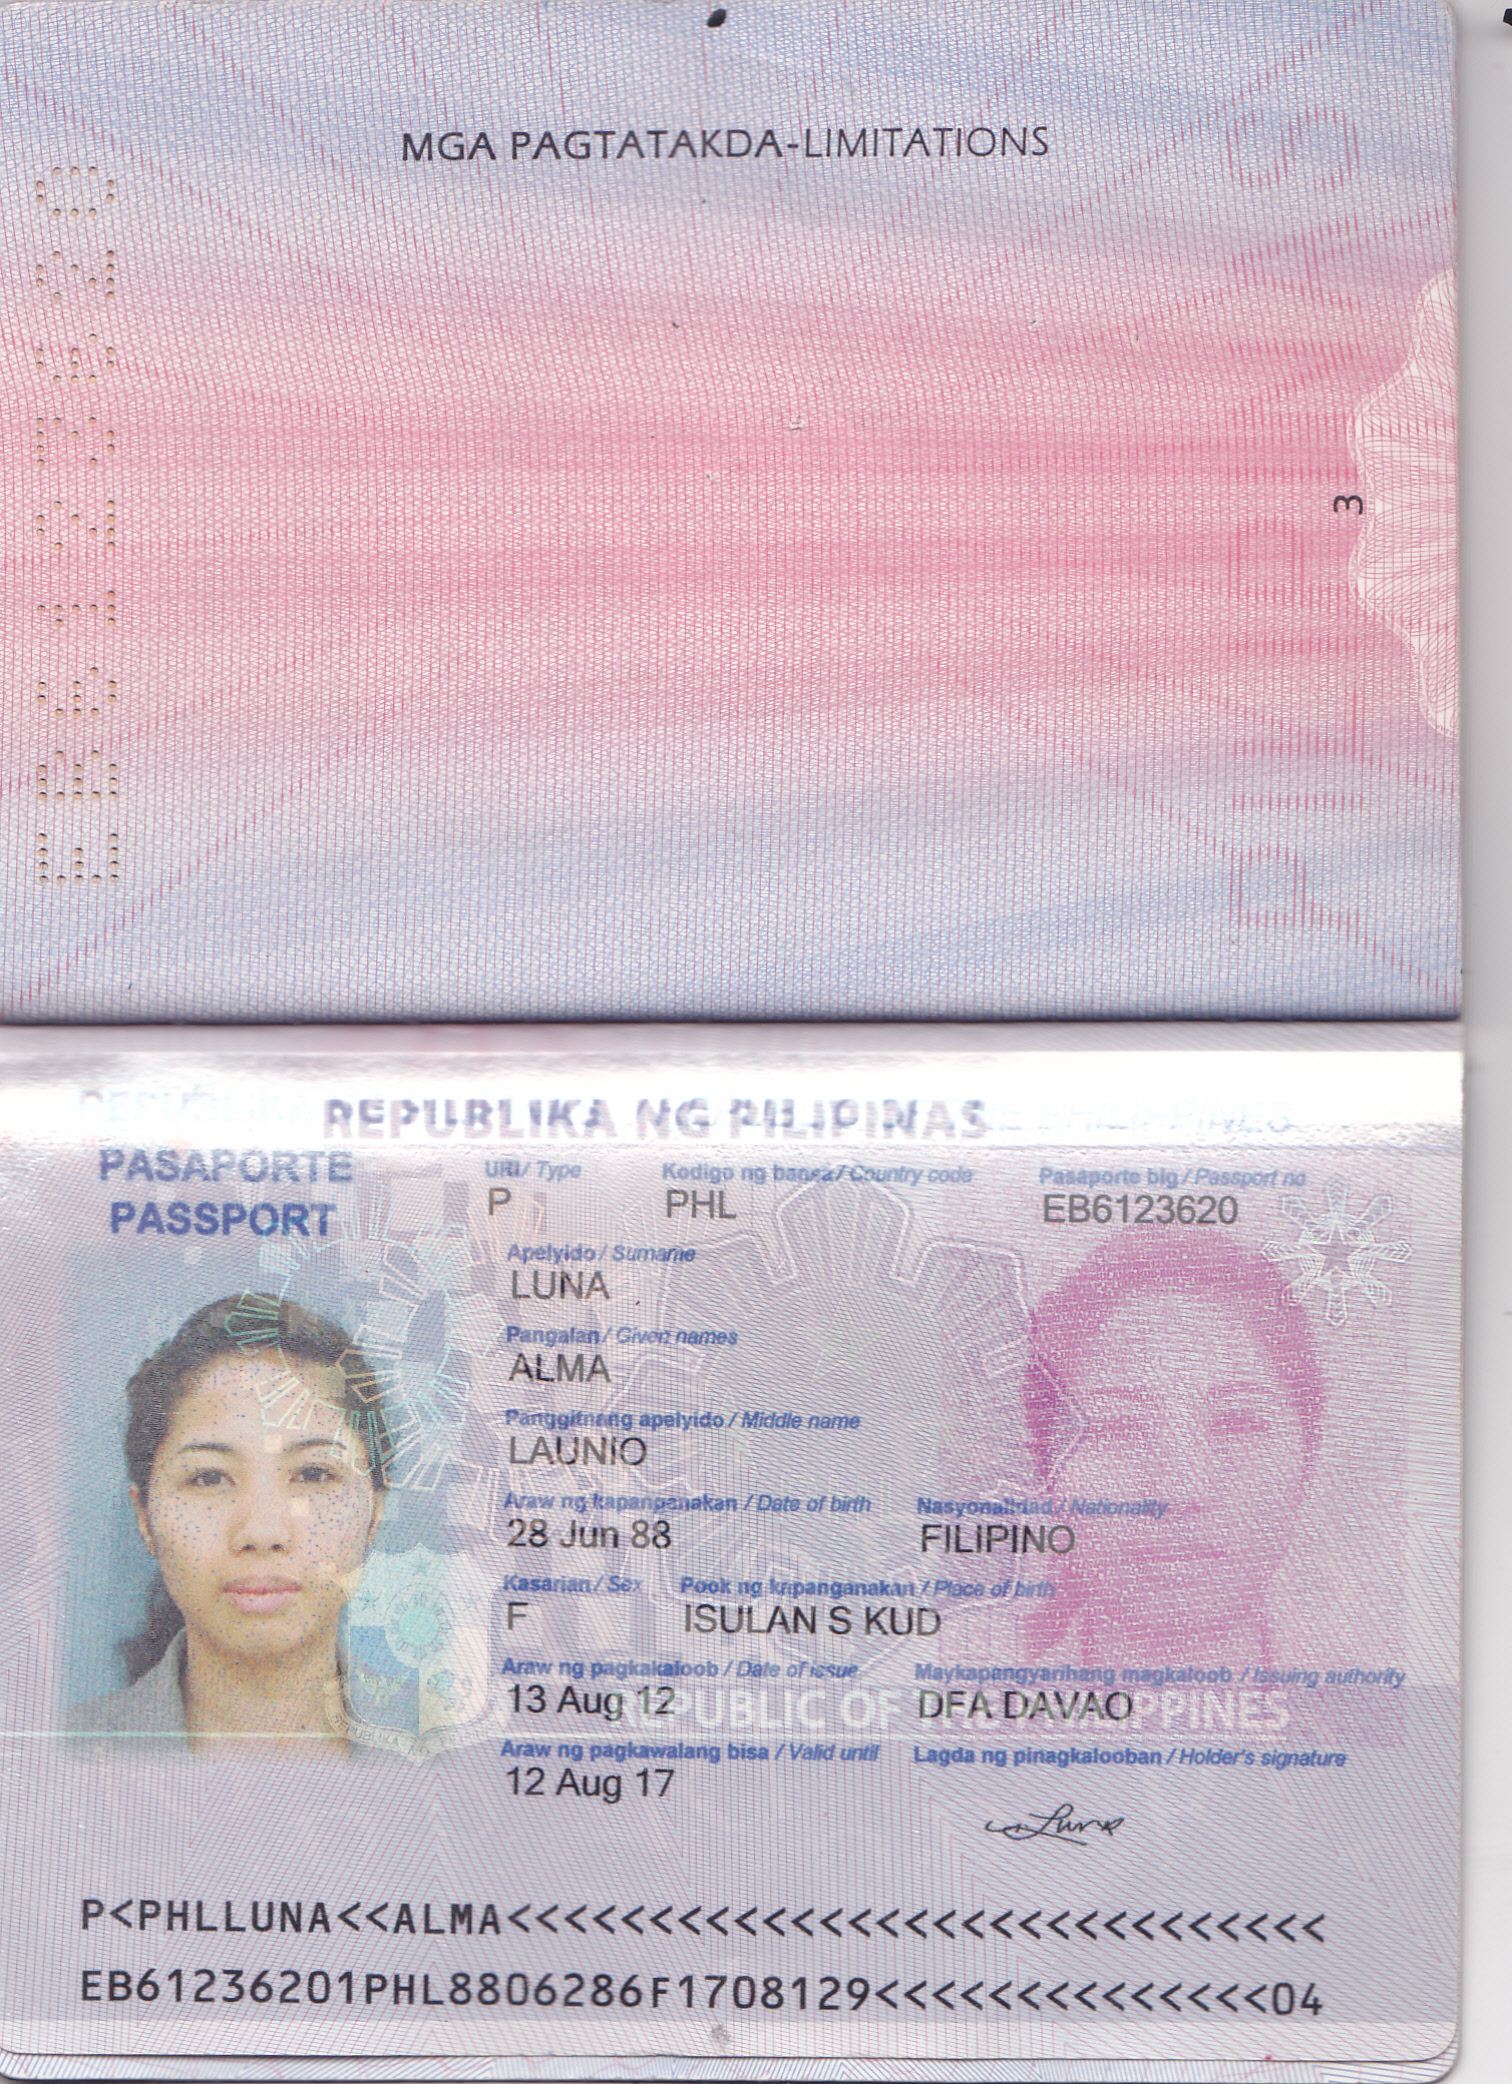 MGA PAGTATAKDA-LIMITATIONS
3
EB6123620
REPUBLIKA NG PILIPINAS
PASAPORTE
PASSPORT
URI/ Type
Kodigo ng bansa/ Country code
Pasaporte blg / Passport no
P
PHL
EB6123620
Apelyido / Surname
LUNA
Pangalan / Given names
ALMA
Panggitnang apelyido / Middle name
LAUNIO
Araw ng kapanganakan / Date of birth
Nasyonalidad / Nationality
28 Jun 88
FILIPINO
Kasarian / Sex
Pook ng kapanganakan / Place of birth
F
ISULAN S KUD
Araw ng pagkakaloob / Date of issue
Maykapangyarihang magkaloob / Issuing authority
13 Aug 12
DFA DAVAO
REPUBLIC OF THE PHILIPPINES
Araw ng pagkawalang bisa / Valid until
Lagda ng pinagkalooban / Holder's signature
12 Aug 17
Luna
P<PHLLUNA<<ALMA<<<<<<<<<<<<<<<<<<<<<<<<<<<<<
EB61236201PHL8806286F1708129<<<<<<<<<<<<<<04